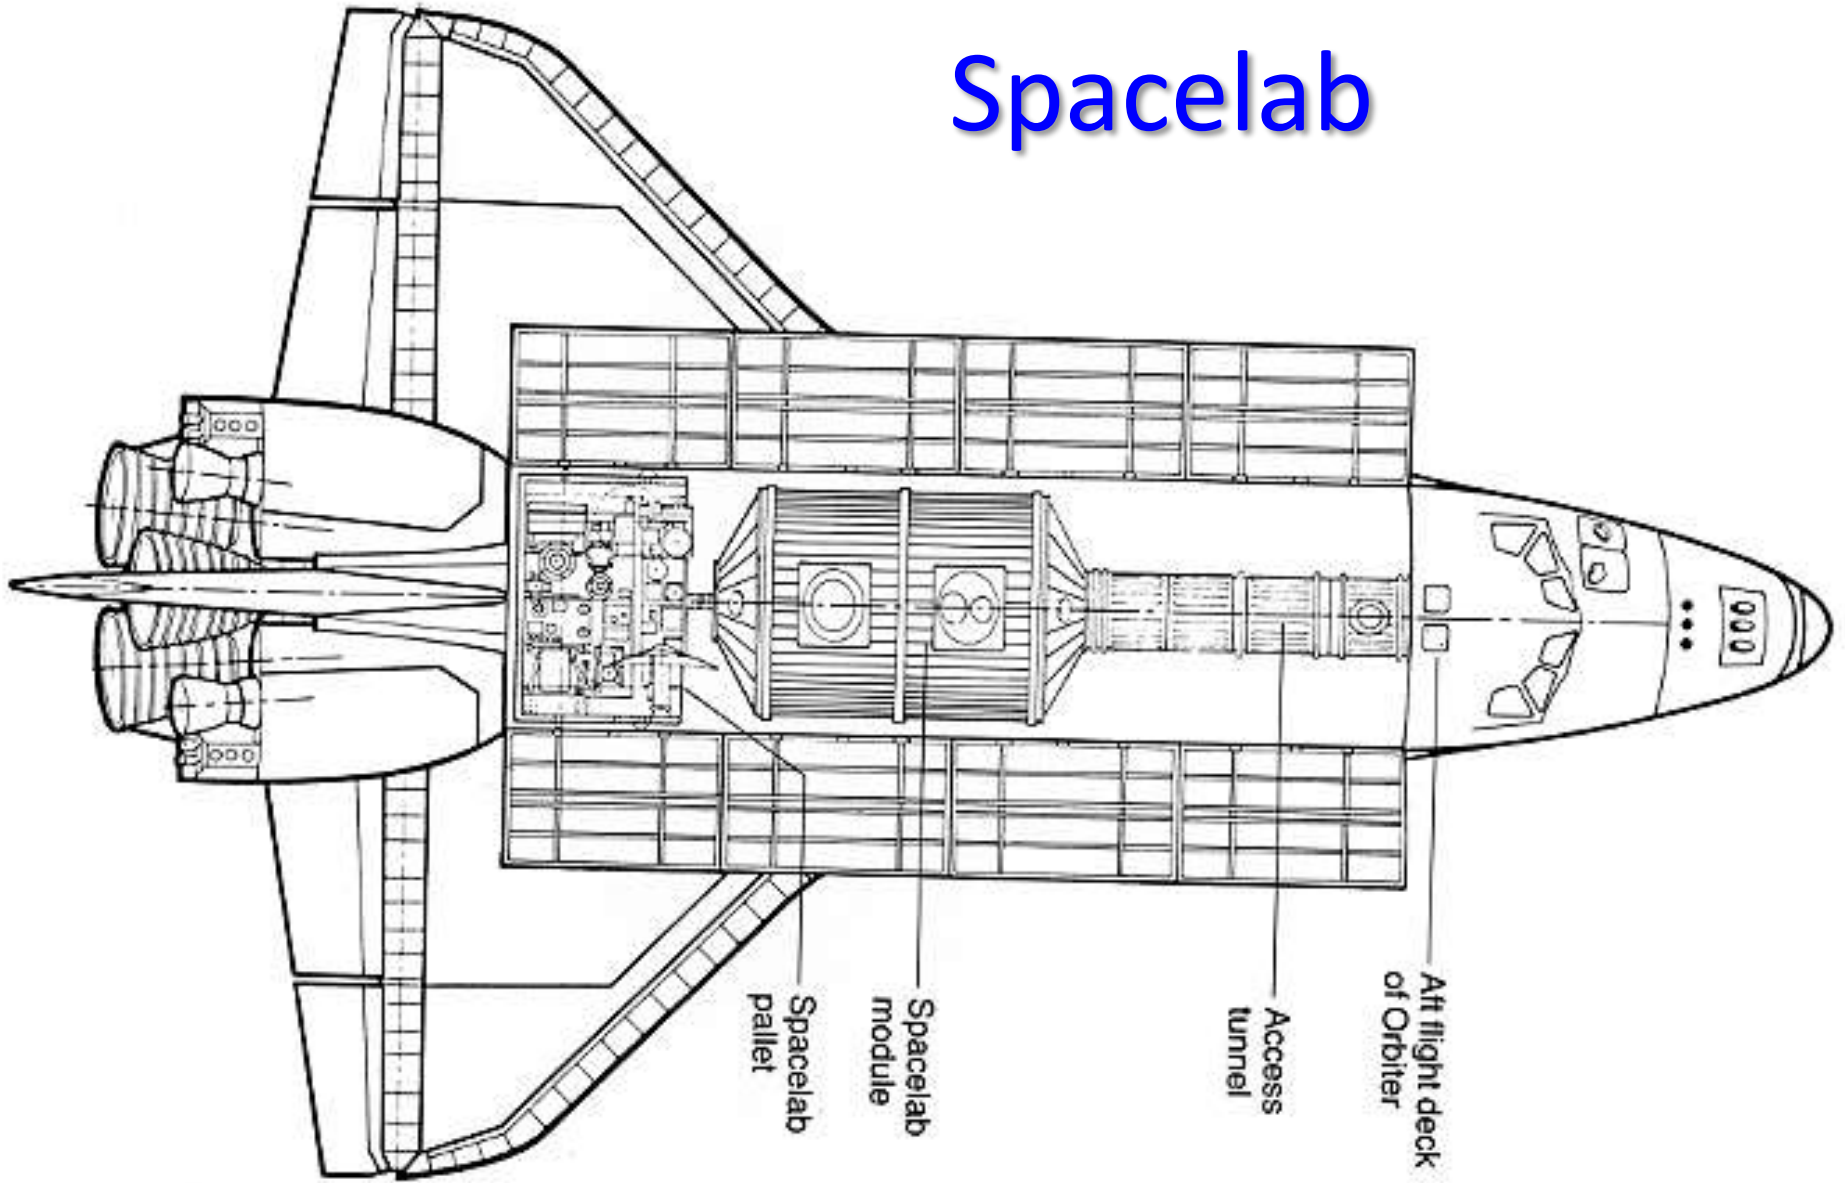 Spacelab
Spacelab
pallet
Spacelab
module
Access
tunnel
Aft flight deck
of Orbiter